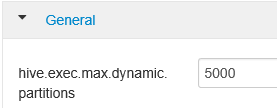 General
hive.exec.max.dynamic.
partitions
5000